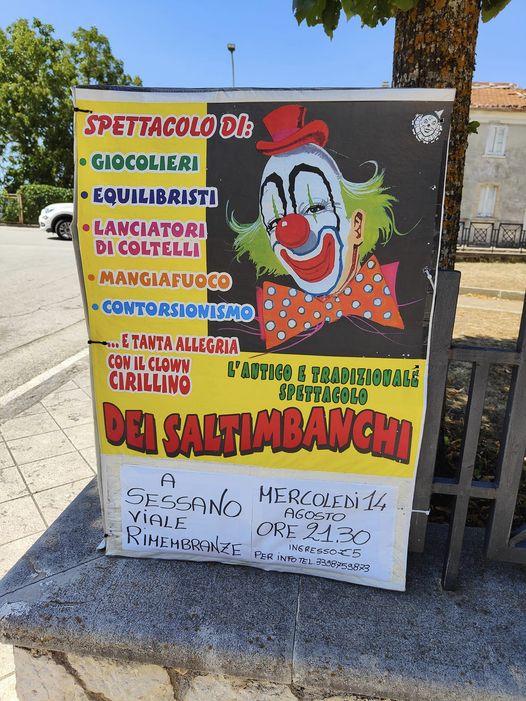 SPETTACOLO DI:
• GIOCOLIERI
• EQUILIBRISTI
• LANCIATORI
DI COLTELLI
• MANGIAFUOCO
• CONTORSIONISMO
... E TANTA ALLEGRIA
CON IL CLOWN
CIRILLINO
L'ANTICO E TRADIZIONALE
SPETTACOLO
DEI SALTIMBANCHI
A
SESSANO
VIALE
RIMEMBRANZE
MERCOLEDì 14
AGOSTO
ORE 21.30
INGRESSO € 5
PER INFO TEL. 3398759873